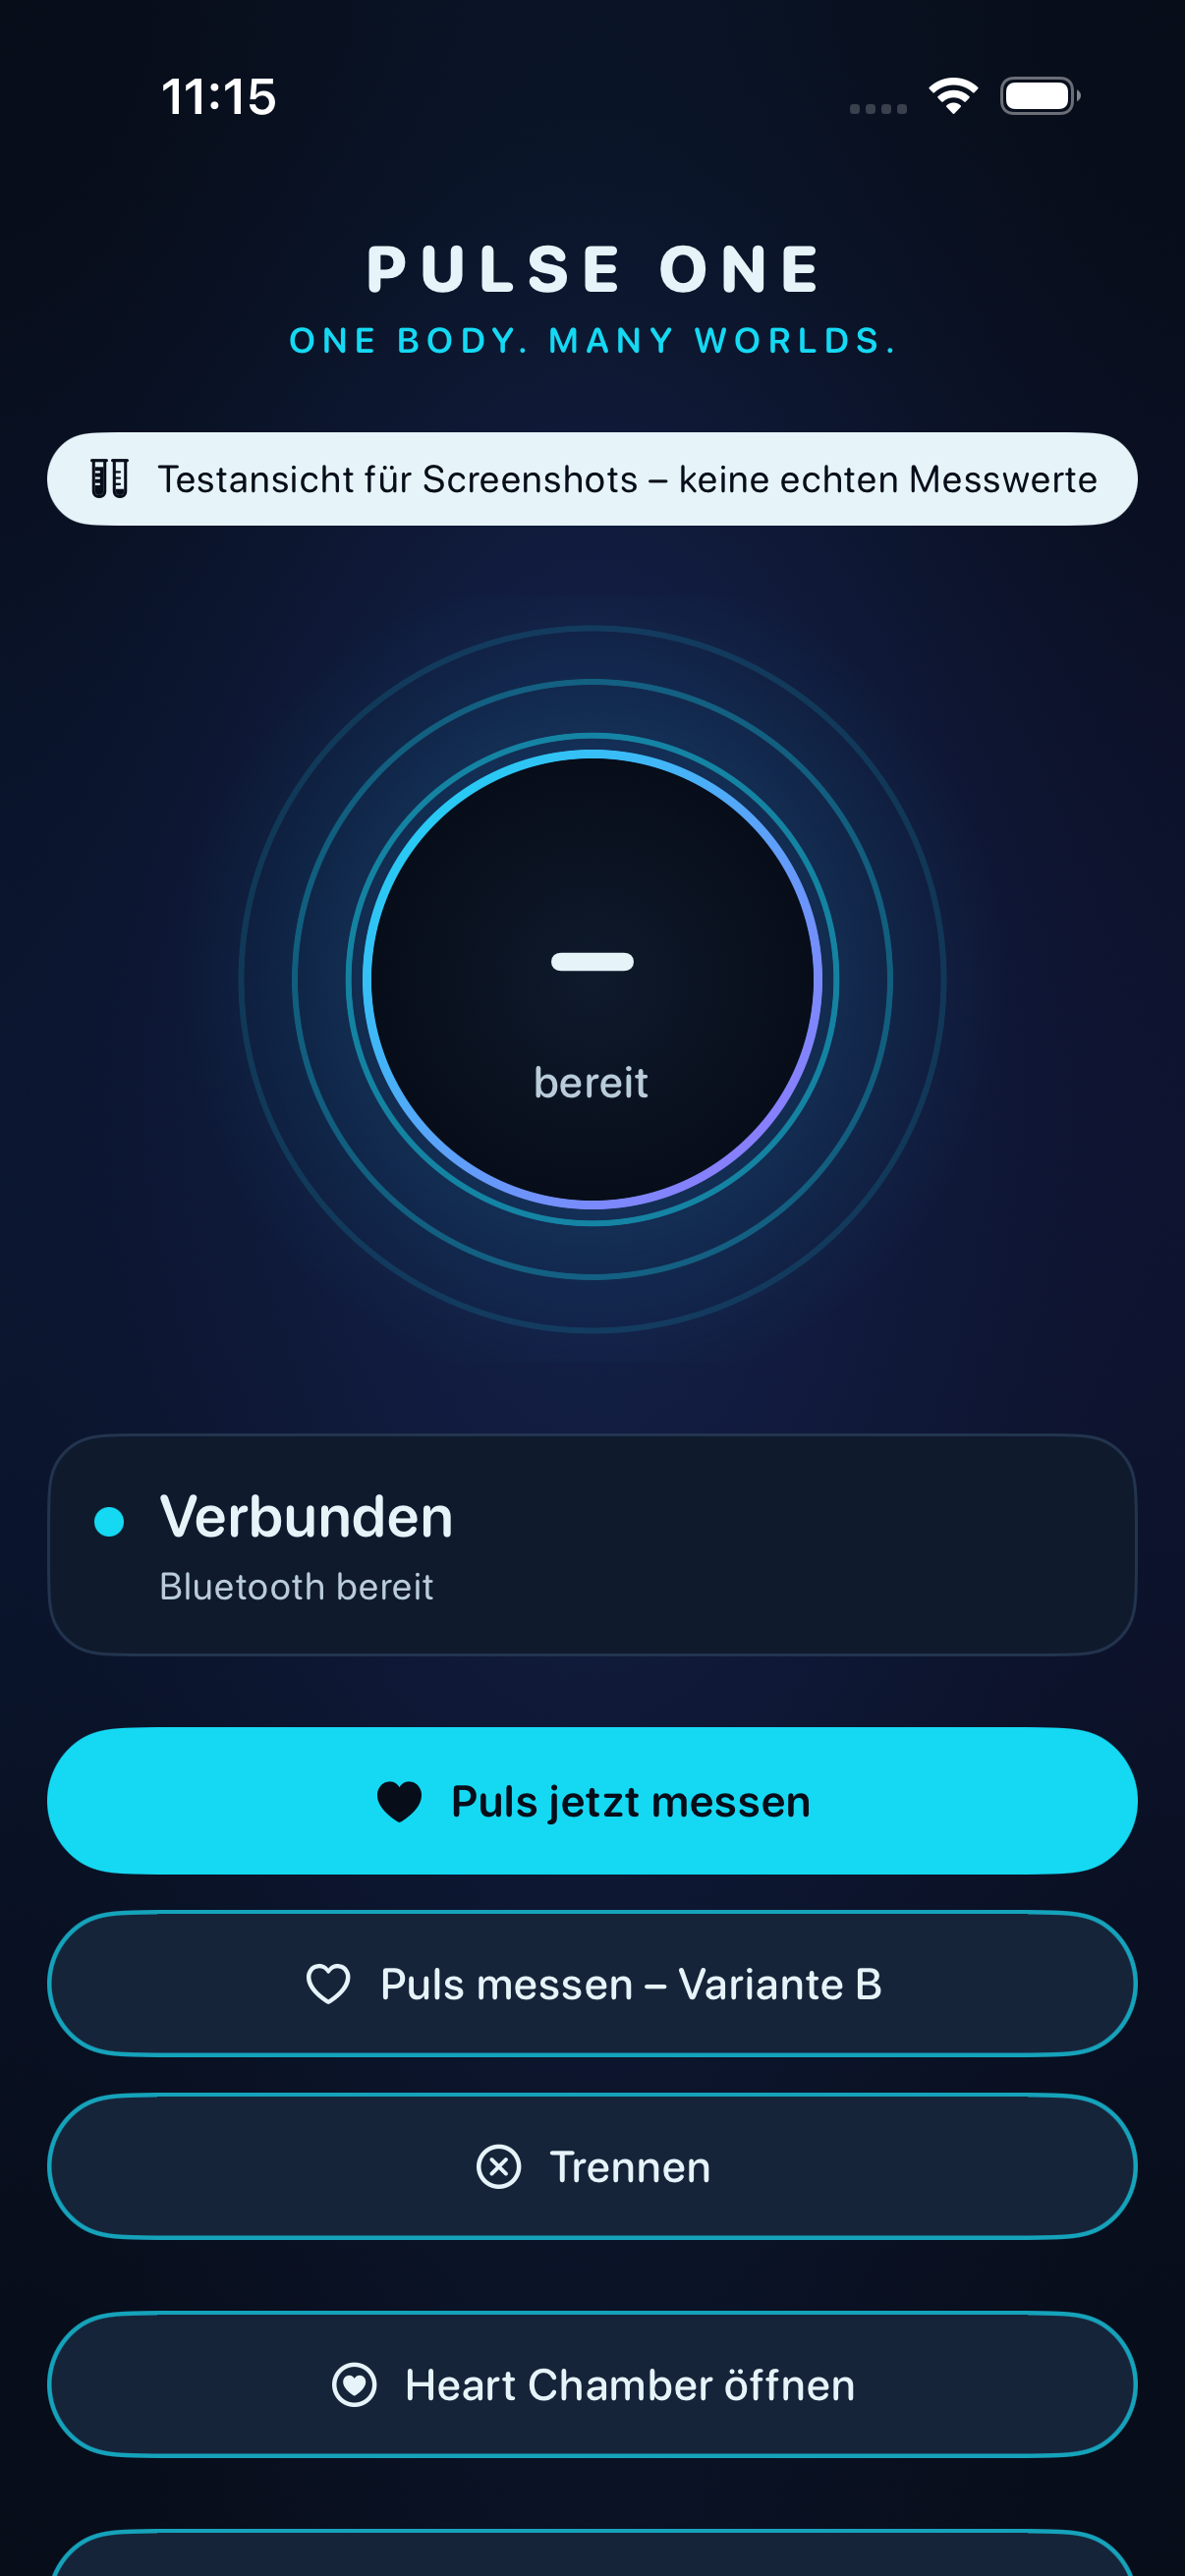 11:15
PULSE ONE
ONE BODY. MANY WORLDS.
Testansicht für Screenshots – keine echten Messwerte
–
bereit
Verbunden
Bluetooth bereit
Puls jetzt messen
Puls messen – Variante B
Trennen
Heart Chamber öffnen